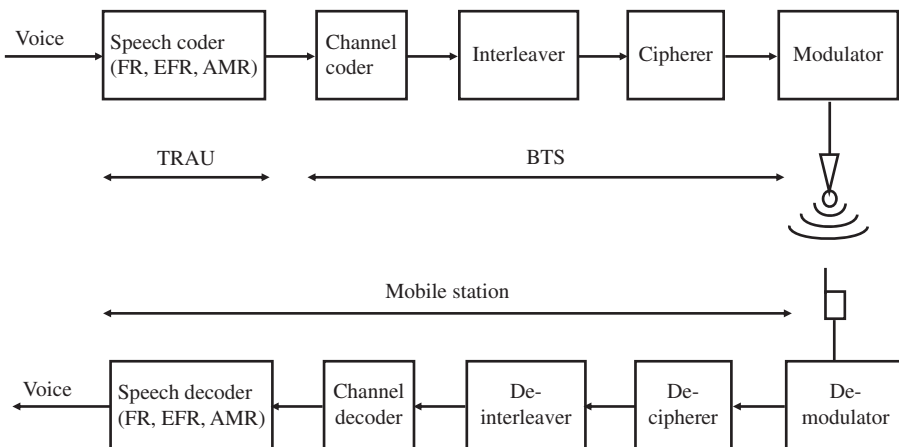 Voice
Speech coder
(FR, EFR, AMR)
Channel
coder
Interleaver
Cipherer
Modulator
TRAU
BTS
Mobile station
Voice
Speech decoder
(FR, EFR, AMR)
Channel
decoder
De-
interleaver
De-
cipherer
De-
modulator